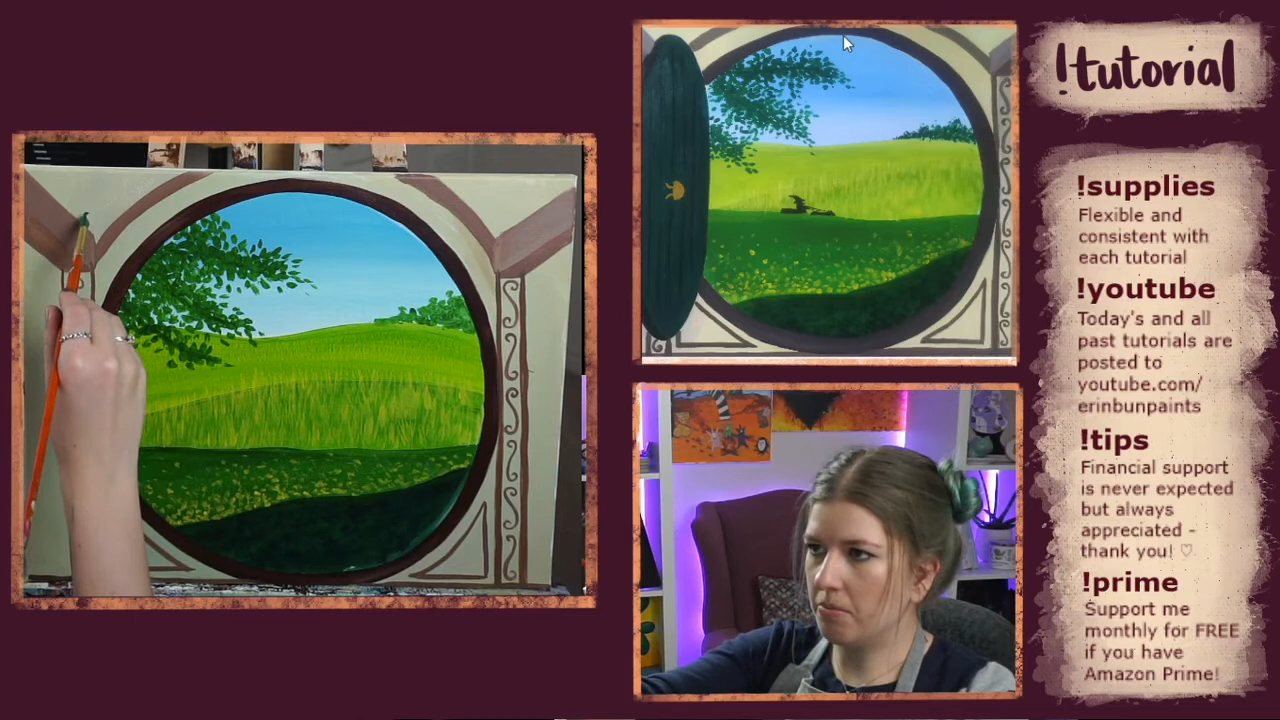 !tutorial
!supplies
Flexible and
consistent with
each tutorial
!youtube
Today's and all
past tutorials are
posted to
youtube.com/
erinbunpaints
!tips
Financial support
is never expected
but always
appreciated -
thank you! ♡
!prime
Support me
monthly for FREE
if you have
Amazon Prime!